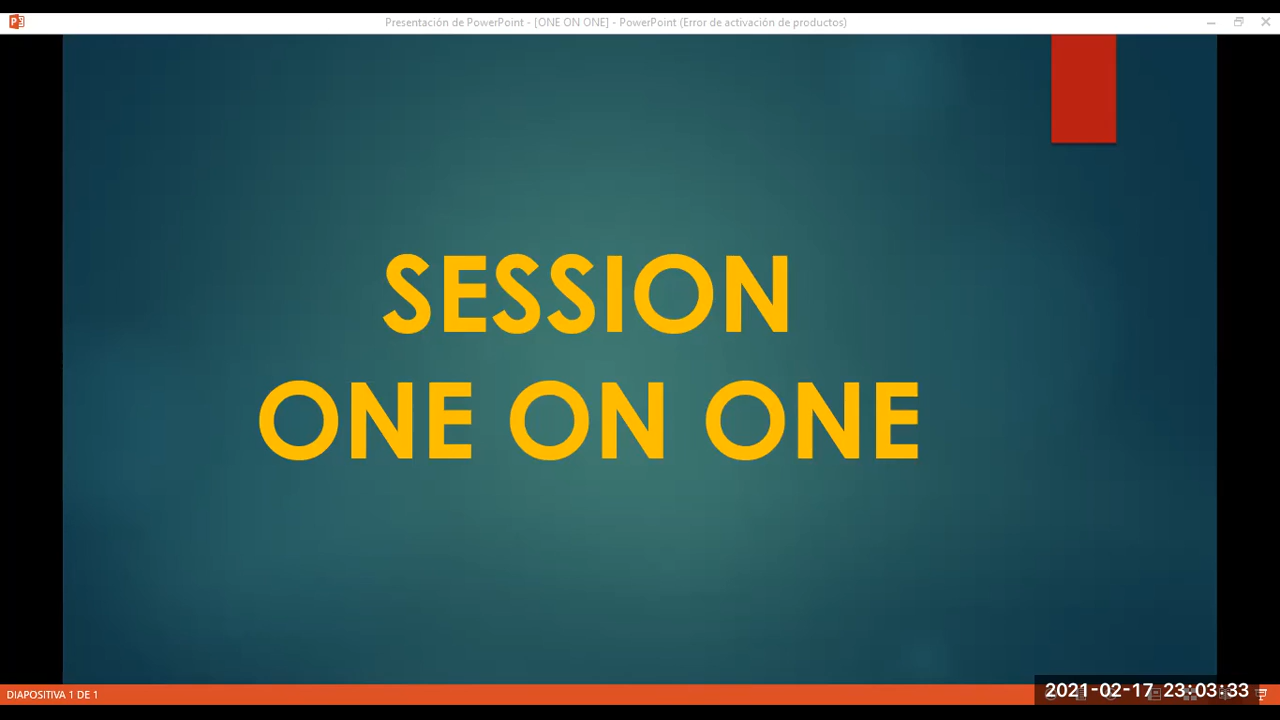 Presentación de PowerPoint - [ONE ON ONE] - PowerPoint (Error de activación de productos)
SESSION
ONE ON ONE
DIAPOSITIVA 1 DE 1
2021-02-17 23:03:33